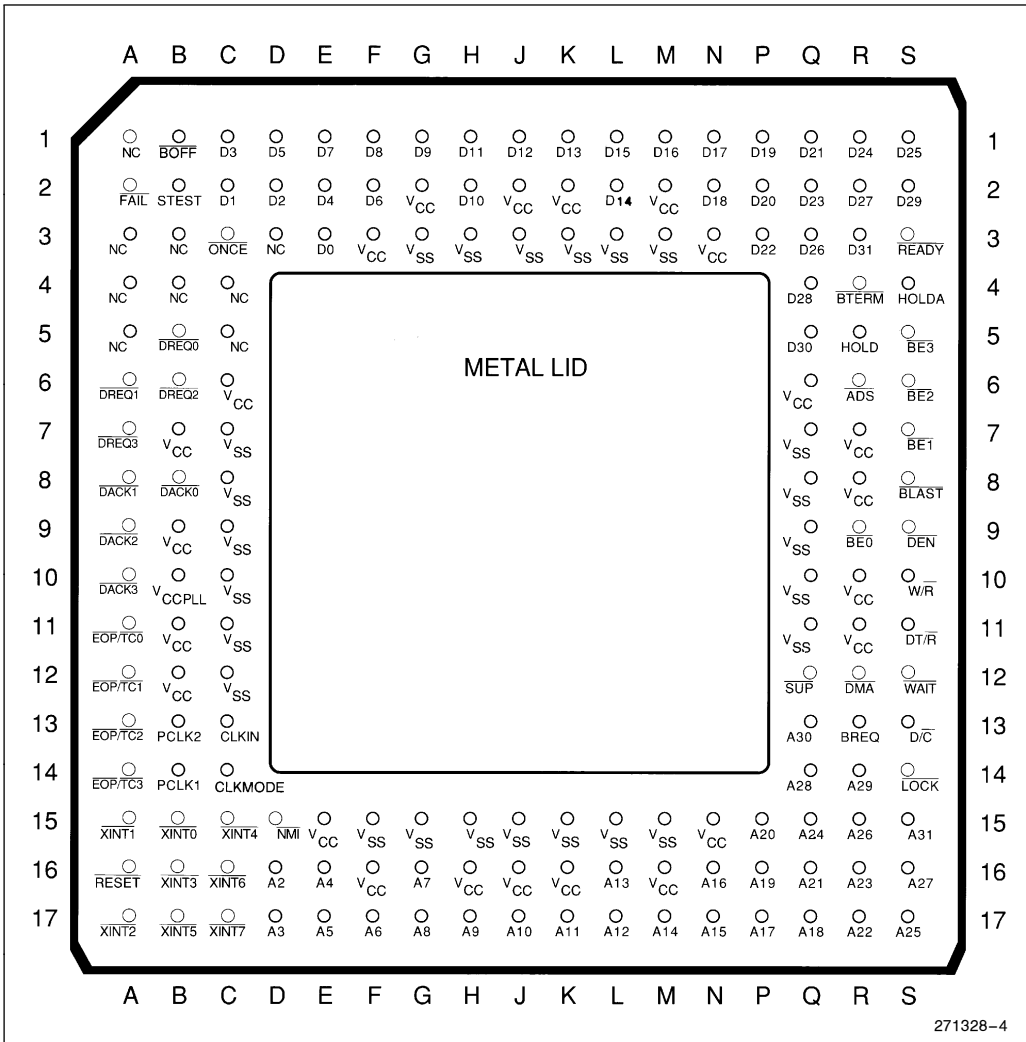 A B C D E F G H J K L M N P Q R S
1 NC BOFF D3 D5 D7 D8 D9 D11 D12 D13 D15 D16 D17 D19 D21 D24 D25 1
2 FAIL STEST D1 D2 D4 D6 VCC D10 VCC VCC D14 VCC D18 D20 D23 D27 D29 2
3 NC NC ONCE NC D0 VCC VSS VSS VSS VSS VSS VSS VCC D22 D26 D31 READY 3
4 NC NC NC D28 BTERM HOLDA 4
5 NC DREQ0 NC D30 HOLD BE3 5
METAL LID
6 DREQ1 DREQ2 VCC VCC ADS BE2 6
7 DREQ3 VCC VSS VSS VCC BE1 7
8 DACK1 DACK0 VSS VSS VCC BLAST 8
9 DACK2 VCC VSS VSS BE0 DEN 9
10 DACK3 VCCPLL VSS VSS VCC W/R 10
11 EOP/TC0 VCC VSS VSS VCC DT/R 11
12 EOP/TC1 VCC VSS SUP DMA WAIT 12
13 EOP/TC2 PCLK2 CLKIN A30 BREQ D/C 13
14 EOP/TC3 PCLK1 CLKMODE A28 A29 LOCK 14
15 XINT1 XINT0 XINT4 NMI VCC VSS VSS VSS VSS VSS VSS VSS VCC A20 A24 A26 A31 15
16 RESET XINT3 XINT6 A2 A4 VCC A7 VCC VCC VCC A13 VCC A16 A19 A21 A23 A27 16
17 XINT2 XINT5 XINT7 A3 A5 A6 A8 A9 A10 A11 A12 A14 A15 A17 A18 A22 A25 17
A B C D E F G H J K L M N P Q R S
271328–4